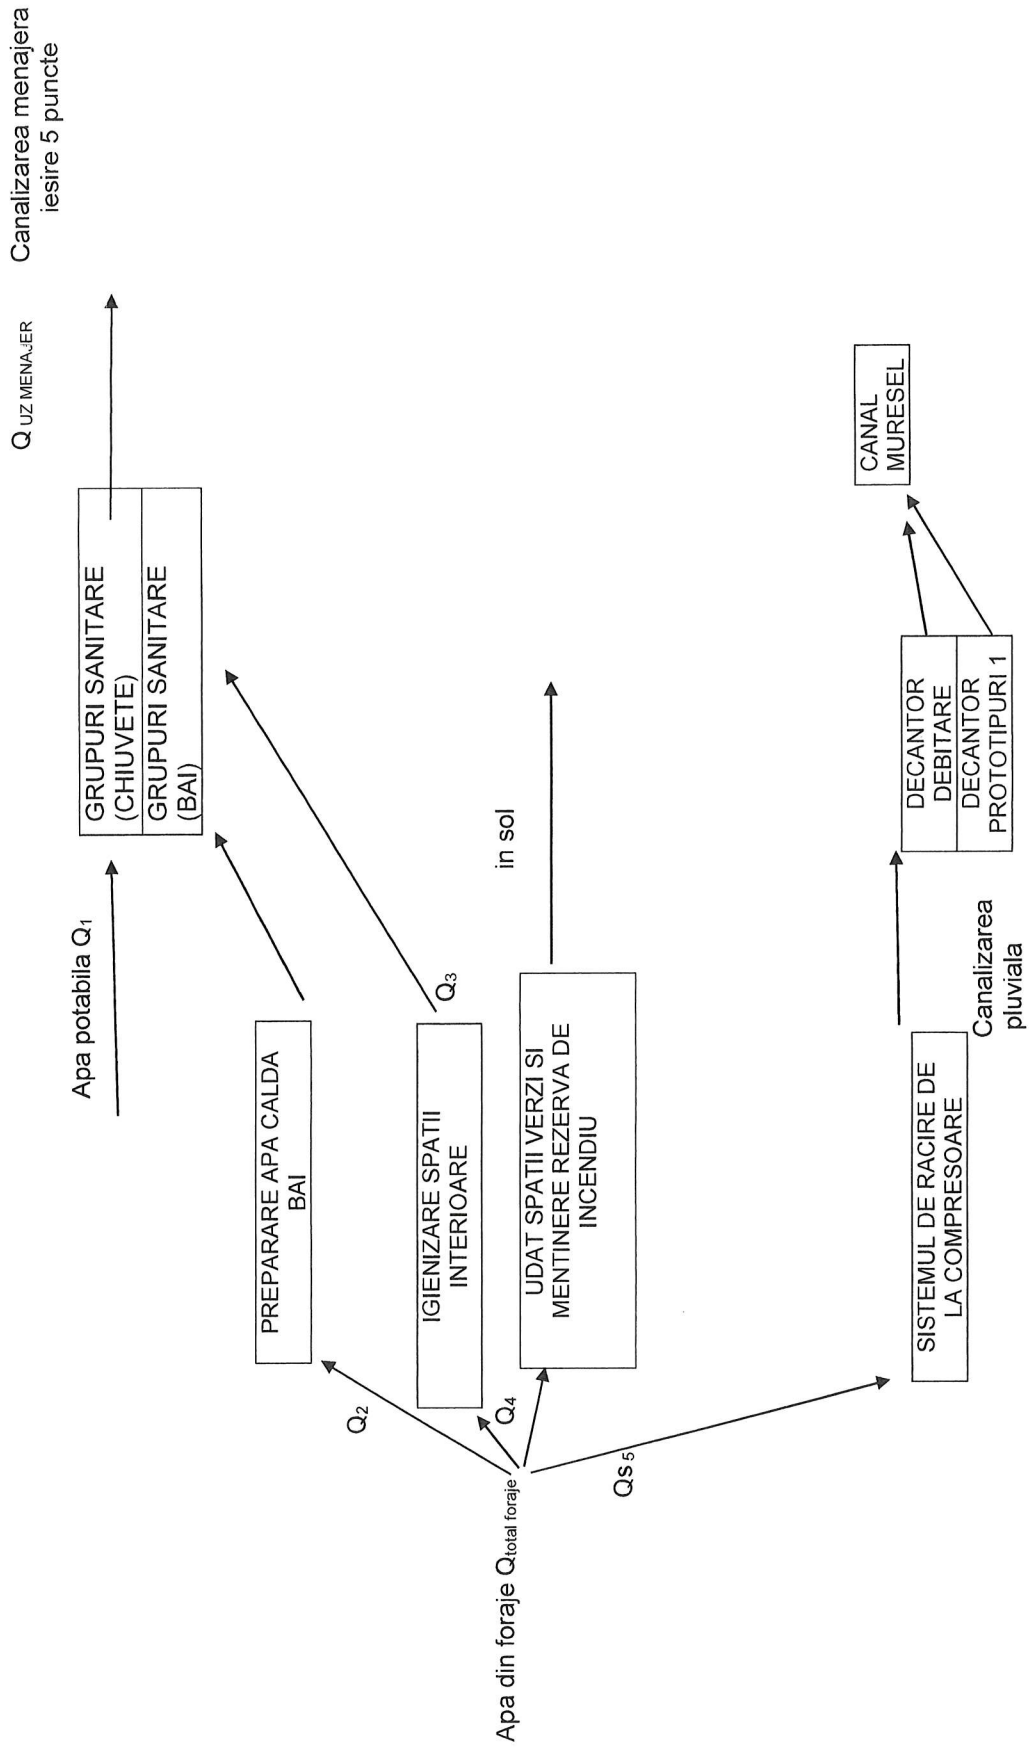 Canalizarea menajera
iesire 5 puncte
Q UZ MENAJER
GRUPURI SANITARE
(CHIUVETE)
GRUPURI SANITARE
(BAI)
Apa potabila Q1
PREPARARE APA CALDA
BAI
Q2
IGIENIZARE SPATII
INTERIOARE
Q3
Q4
UDAT SPATII VERZI SI
MENTINERE REZERVA DE
INCENDIU
in sol
Apa din foraje Qtotal foraje
Qs 5
SISTEMUL DE RACIRE DE
LA COMPRESOARE
Canalizarea
pluviala
DECANTOR
DEBITARE
DECANTOR
PROTOTIPURI 1
CANAL
MURESEL